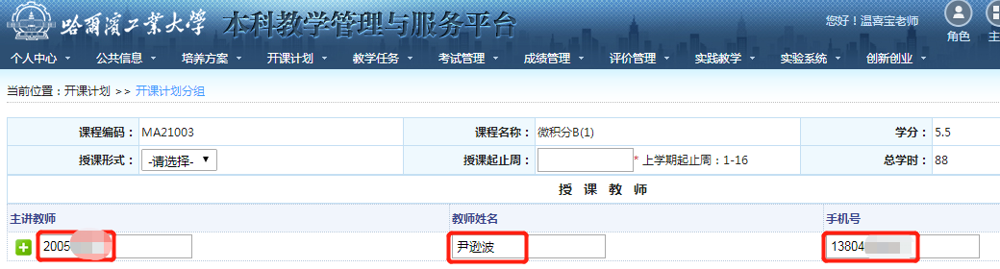 哈尔滨工业大学 本科教学管理与服务平台 您好！温喜宝老师
角色 主
个人中心 公共信息 培养方案 开课计划 教学任务 考试管理 成绩管理 评价管理 实践教学 实验系统 创新创业
当前位置：开课计划 >> 开课计划分组
课程编码： MA21003 课程名称： 微积分B(1) 学分： 5.5
授课形式： -请选择- 授课起止周： * 上学期起止周：1-16 总学时： 88
授 课 教 师
主讲教师 教师姓名 手机号
2005 尹逊波 13804